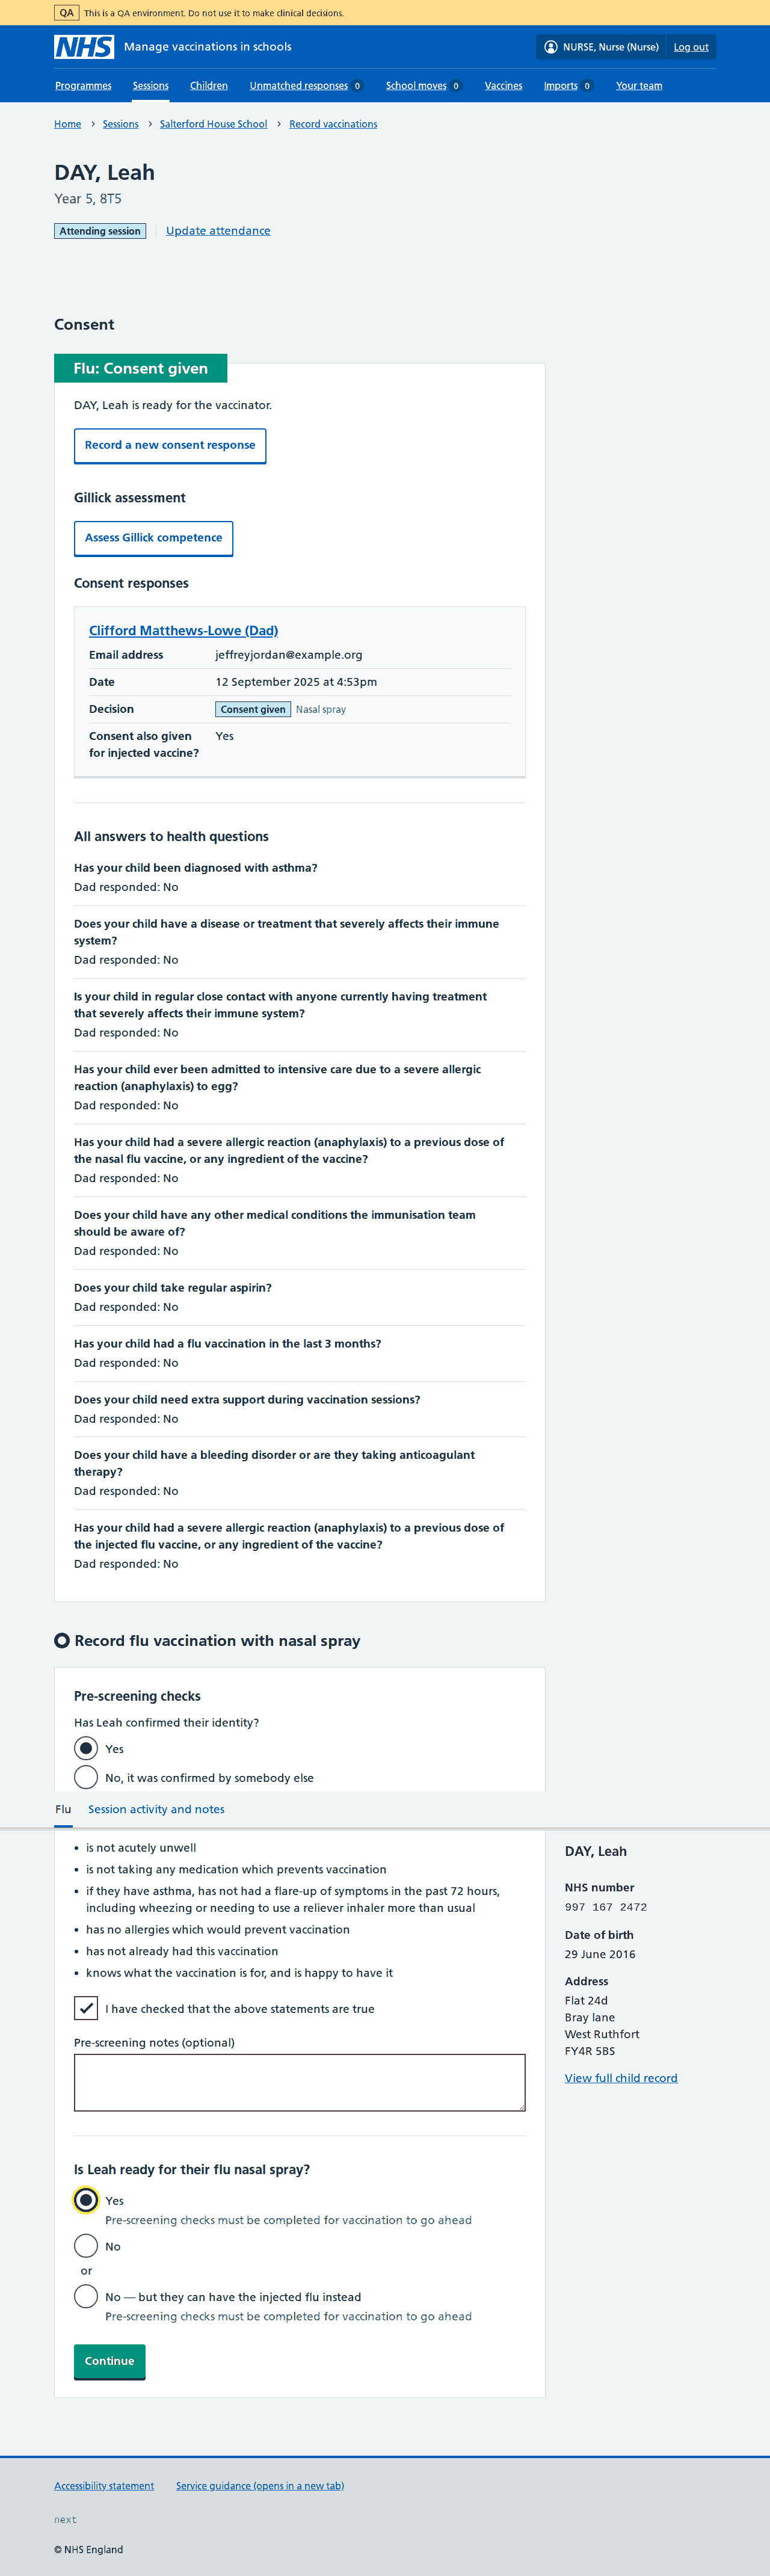 QA This is a QA environment. Do not use it to make clinical decisions.
NHS Manage vaccinations in schools NURSE, Nurse (Nurse) Log out
Programmes Sessions Children Unmatched responses 0 School moves 0 Vaccines Imports 0 Your team
Home > Sessions > Salterford House School > Record vaccinations
DAY, Leah
Year 5, 8T5
Attending session Update attendance
Consent
Flu: Consent given
DAY, Leah is ready for the vaccinator.
Record a new consent response
Gillick assessment
Assess Gillick competence
Consent responses
Clifford Matthews-Lowe (Dad)
Email address jeffreyjordan@example.org
Date 12 September 2025 at 4:53pm
Decision Consent given Nasal spray
Consent also given Yes
for injected vaccine?
All answers to health questions
Has your child been diagnosed with asthma?
Dad responded: No
Does your child have a disease or treatment that severely affects their immune
system?
Dad responded: No
Is your child in regular close contact with anyone currently having treatment
that severely affects their immune system?
Dad responded: No
Has your child ever been admitted to intensive care due to a severe allergic
reaction (anaphylaxis) to egg?
Dad responded: No
Has your child had a severe allergic reaction (anaphylaxis) to a previous dose of
the nasal flu vaccine, or any ingredient of the vaccine?
Dad responded: No
Does your child have any other medical conditions the immunisation team
should be aware of?
Dad responded: No
Does your child take regular aspirin?
Dad responded: No
Has your child had a flu vaccination in the last 3 months?
Dad responded: No
Does your child need extra support during vaccination sessions?
Dad responded: No
Does your child have a bleeding disorder or are they taking anticoagulant
therapy?
Dad responded: No
Has your child had a severe allergic reaction (anaphylaxis) to a previous dose of
the injected flu vaccine, or any ingredient of the vaccine?
Dad responded: No
Record flu vaccination with nasal spray
Pre-screening checks
Has Leah confirmed their identity?
Yes
No, it was confirmed by somebody else
Flu Session activity and notes
is not acutely unwell
is not taking any medication which prevents vaccination
if they have asthma, has not had a flare-up of symptoms in the past 72 hours,
including wheezing or needing to use a reliever inhaler more than usual
has no allergies which would prevent vaccination
has not already had this vaccination
knows what the vaccination is for, and is happy to have it
I have checked that the above statements are true
Pre-screening notes (optional)
Is Leah ready for their flu nasal spray?
Yes
Pre-screening checks must be completed for vaccination to go ahead
No
or
No — but they can have the injected flu instead
Pre-screening checks must be completed for vaccination to go ahead
Continue
DAY, Leah
NHS number
997 167 2472
Date of birth
29 June 2016
Address
Flat 24d
Bray lane
West Ruthfort
FY4R 5BS
View full child record
Accessibility statement Service guidance (opens in a new tab)
next
© NHS England